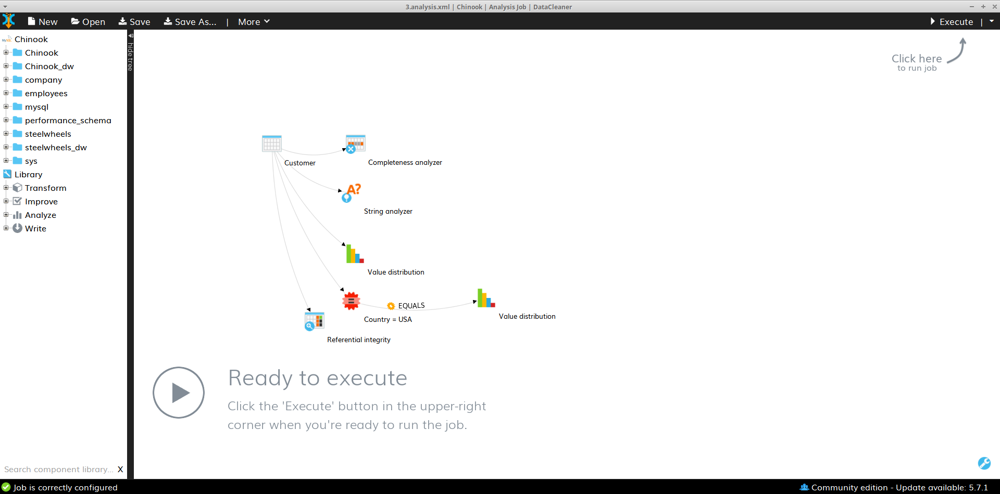 3.analysis.xml | Chinook | Analysis Job | DataCleaner
New Open Save Save As... | More Execute |
MySQL Chinook
Chinook
Chinook_dw
company
employees
mysql
performance_schema
steelwheels
steelwheels_dw
sys
Library
Transform
Improve
Analyze
Write
Search component library... X
hide tree
Click here
to run job
Customer
Completeness analyzer
A?
String analyzer
Value distribution
EQUALS
Country = USA
Value distribution
Referential integrity
Ready to execute
Click the 'Execute' button in the upper-right
corner when you're ready to run the job.
Job is correctly configured
Community edition - Update available: 5.7.1